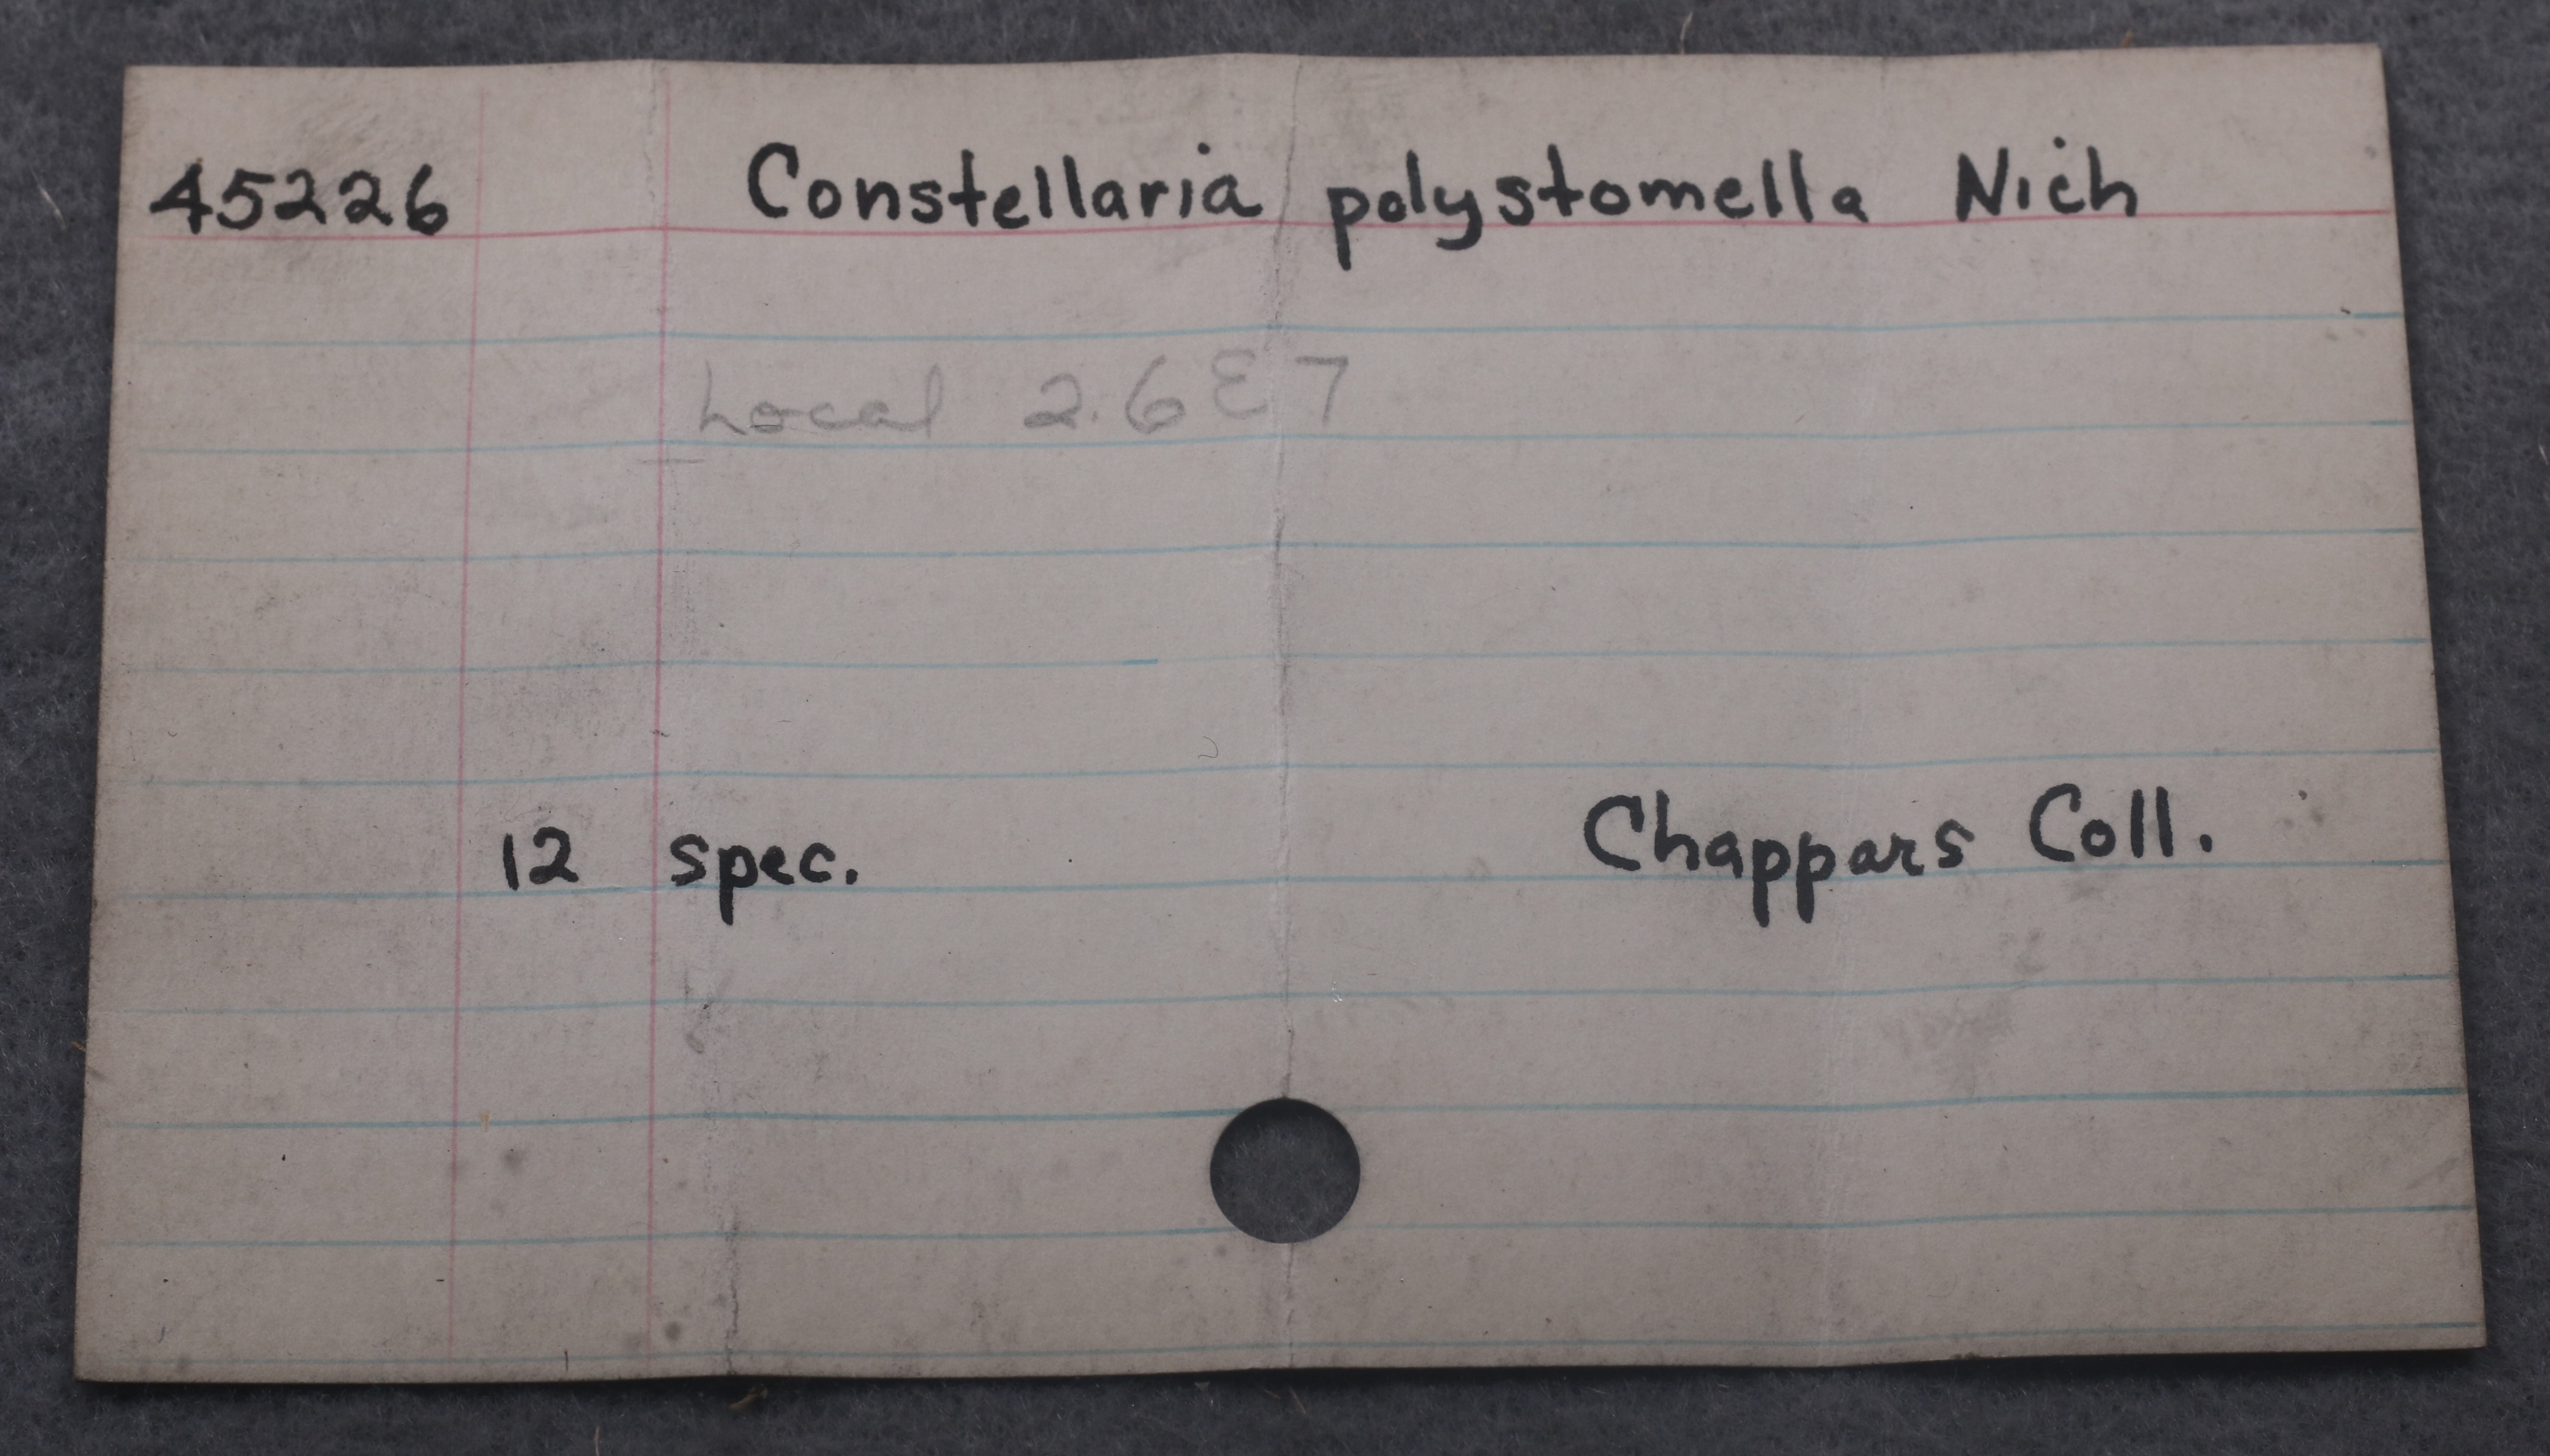 45226 Constellaria polystomella Nich
Local 2.6E7
12 spec. Chappars Coll.